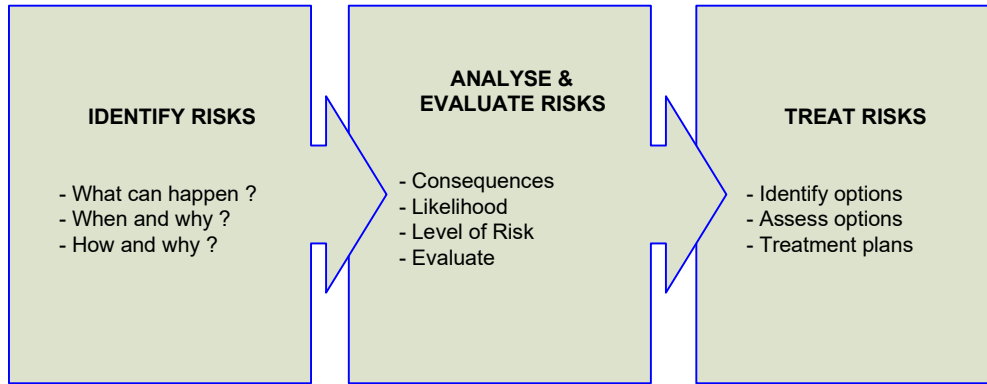 IDENTIFY RISKS
- What can happen ?
- When and why ?
- How and why ?
ANALYSE &
EVALUATE RISKS
- Consequences
- Likelihood
- Level of Risk
- Evaluate
TREAT RISKS
- Identify options
- Assess options
- Treatment plans